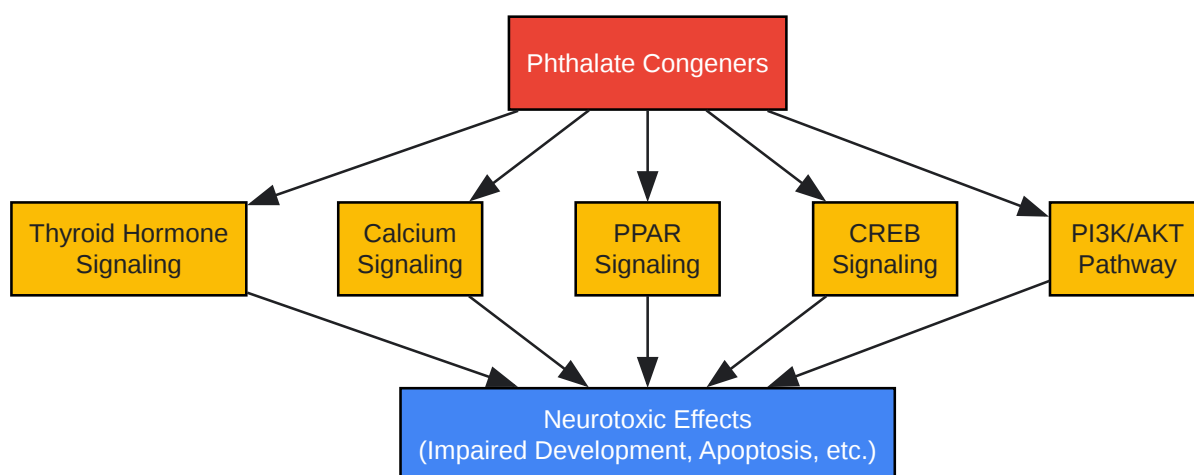 Phthalate Congeners
Thyroid Hormone
Signaling
Calcium
Signaling
PPAR
Signaling
CREB
Signaling
PI3K/AKT
Pathway
Neurotoxic Effects
(Impaired Development, Apoptosis, etc.)